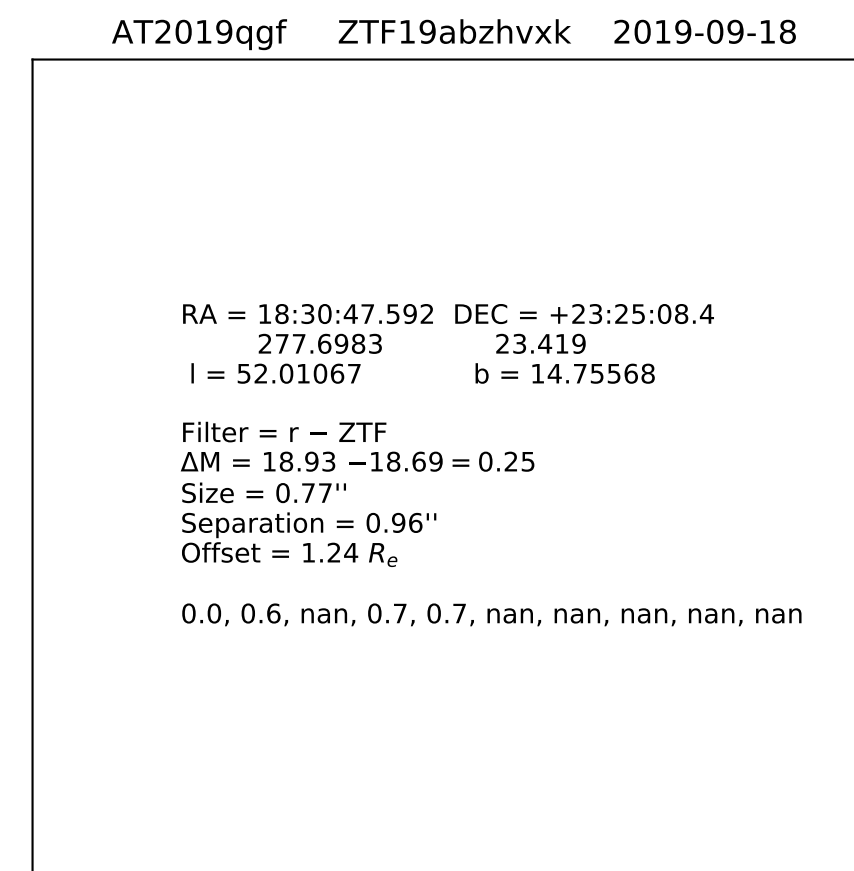 AT2019qgf ZTF19abzhvxk 2019-09-18
RA = 18:30:47.592 DEC = +23:25:08.4
277.6983 23.419
l = 52.01067 b = 14.75568
Filter = r − ZTF
ΔM = 18.93 −18.69 = 0.25
Size = 0.77''
Separation = 0.96''
Offset = 1.24 Re
0.0, 0.6, nan, 0.7, 0.7, nan, nan, nan, nan, nan